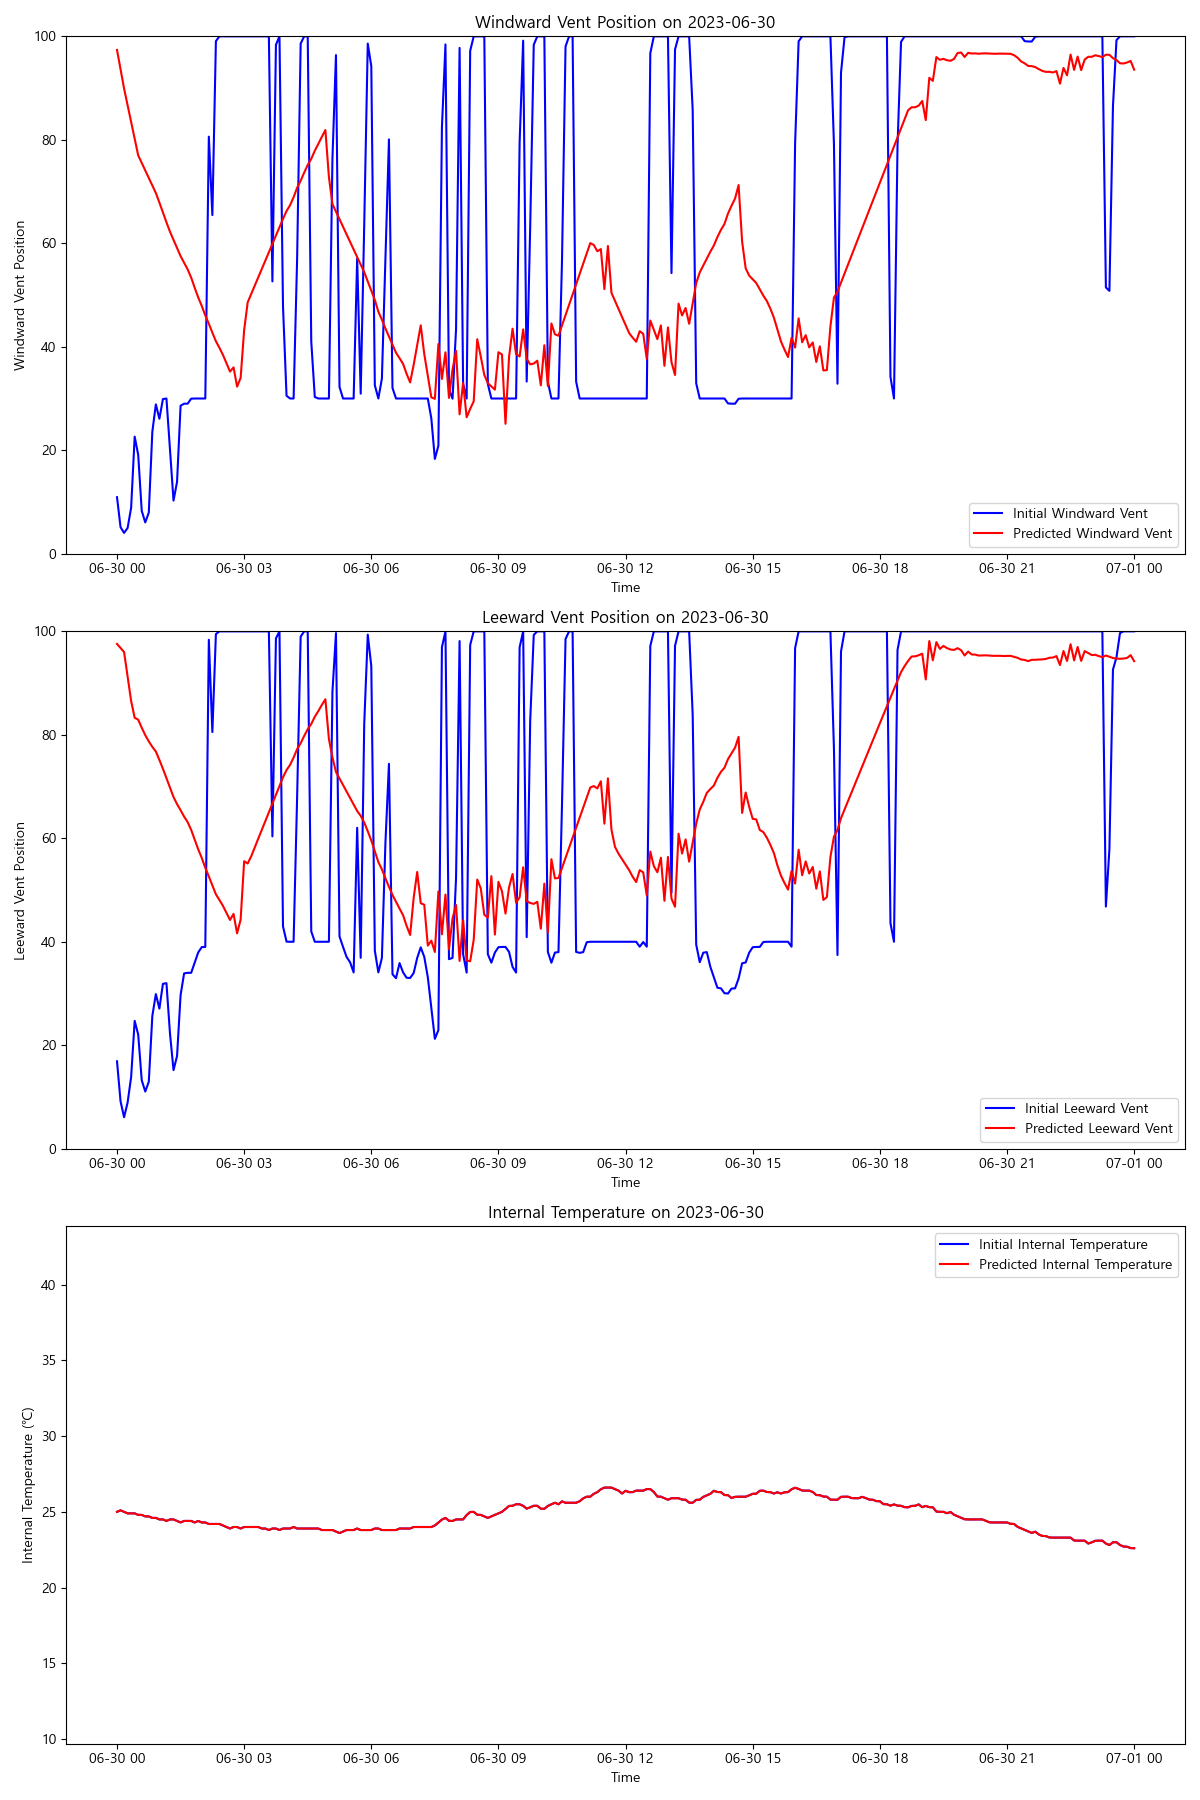 Windward Vent Position on 2023-06-30
100
80
60
40
20
0
Windward Vent Position
Initial Windward Vent
Predicted Windward Vent
06-30 00 06-30 03 06-30 06 06-30 09 06-30 12 06-30 15 06-30 18 06-30 21 07-01 00
Time
Leeward Vent Position on 2023-06-30
100
80
60
40
20
0
Leeward Vent Position
Initial Leeward Vent
Predicted Leeward Vent
06-30 00 06-30 03 06-30 06 06-30 09 06-30 12 06-30 15 06-30 18 06-30 21 07-01 00
Time
Internal Temperature on 2023-06-30
Initial Internal Temperature
Predicted Internal Temperature
40
35
30
25
20
15
10
Internal Temperature (℃)
06-30 00 06-30 03 06-30 06 06-30 09 06-30 12 06-30 15 06-30 18 06-30 21 07-01 00
Time